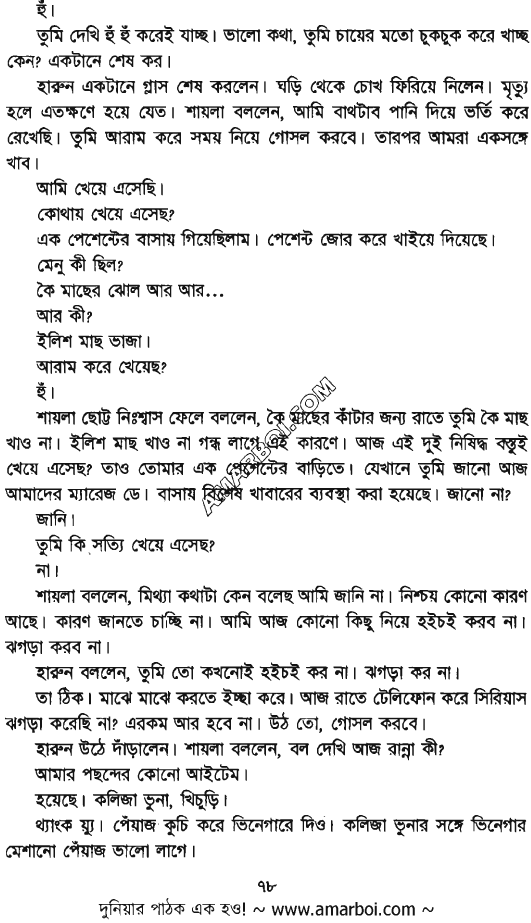 হুঁ।
তুমি দেখি হুঁ হুঁ করেই যাচ্ছ। ভালো কথা, তুমি চায়ের মতো চুকচুক করে খাচ্ছ
কেন? একটানে শেষ কর।
হারুন একটানে গ্লাস শেষ করলেন। ঘড়ি থেকে চোখ ফিরিয়ে নিলেন। মৃত্যু
হলে এতক্ষণে হয়ে যেত। শায়লা বললেন, আমি বাথটাব পানি দিয়ে ভর্তি করে
রেখেছি। তুমি আরাম করে সময় নিয়ে গোসল করবে। তারপর আমরা একসঙ্গে
খাব।
আমি খেয়ে এসেছি।
কোথায় খেয়ে এসেছ?
এক পেশেন্টের বাসায় গিয়েছিলাম। পেশেন্ট জোর করে খাইয়ে দিয়েছে।
মেনু কী ছিল?
কৈ মাছের ঝোল আর আর...
আর কী?
ইলিশ মাছ ভাজা।
আরাম করে খেয়েছ?
হুঁ।
শায়লা ছোট্ট নিঃশ্বাস ফেলে বললেন, কৈ মাছের কাঁটার জন্য রাতে তুমি কৈ মাছ
খাও না। ইলিশ মাছ খাও না গন্ধ লাগে এই কারণে। আজ এই দুই নিষিদ্ধ বস্তুই
খেয়ে এসেছ? তাও তোমার এক পেশেন্টের বাড়িতে। যেখানে তুমি জানো আজ
আমাদের ম্যারেজ ডে। বাসায় বিশেষ খাবারের ব্যবস্থা করা হয়েছে। জানো না?
জানি।
তুমি কি সত্যি খেয়ে এসেছ?
না।
শায়লা বললেন, মিথ্যা কথাটা কেন বলেছ আমি জানি না। নিশ্চয় কোনো কারণ
আছে। কারণ জানতে চাচ্ছি না। আমি আজ কোনো কিছু নিয়ে হইচই করব না।
ঝগড়া করব না।
হারুন বললেন, তুমি তো কখনোই হইচই কর না। ঝগড়া কর না।
তা ঠিক। মাঝে মাঝে করতে ইচ্ছা করে। আজ রাতে টেলিফোন করে সিরিয়াস
ঝগড়া করেছি না? এরকম আর হবে না। উঠ তো, গোসল করবে।
হারুন উঠে দাঁড়ালেন। শায়লা বললেন, বল দেখি আজ রান্না কী?
আমার পছন্দের কোনো আইটেম।
হয়েছে। কলিজা ভুনা, খিচুড়ি।
থ্যাংক য়্যু। পেঁয়াজ কুচি করে ভিনেগারে দিও। কলিজা ভুনার সঙ্গে ভিনেগার
মেশানো পেঁয়াজ ভালো লাগে।
AMARBOI.COM
৭৮
দুনিয়ার পাঠক এক হও! ~ www.amarboi.com ~